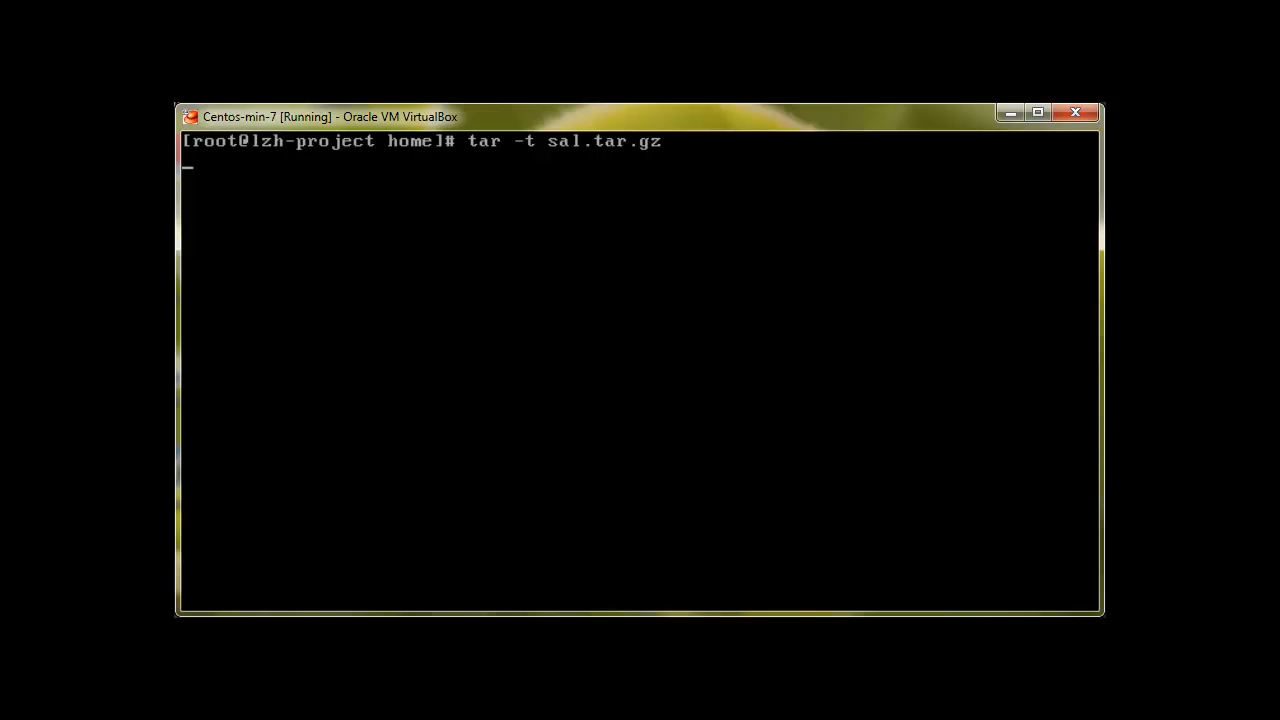 Centos-min-7 [Running] - Oracle VM VirtualBox
[root@lzh-project home]# tar -t sal.tar.gz